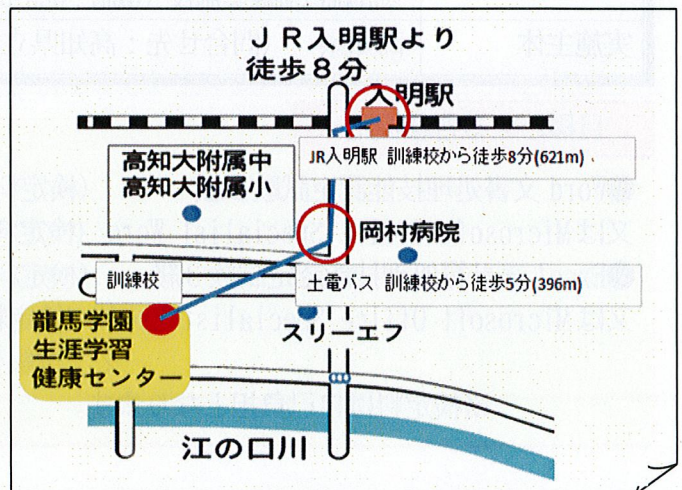 JR入明駅より
徒歩8分
入明駅
JR入明駅 訓練校から徒歩8分(621m)
高知大附属中
高知大附属小
岡村病院
訓練校
土電バス 訓練校から徒歩5分(396m)
龍馬学園
生涯学習
健康センター
スリーエフ
江の口川